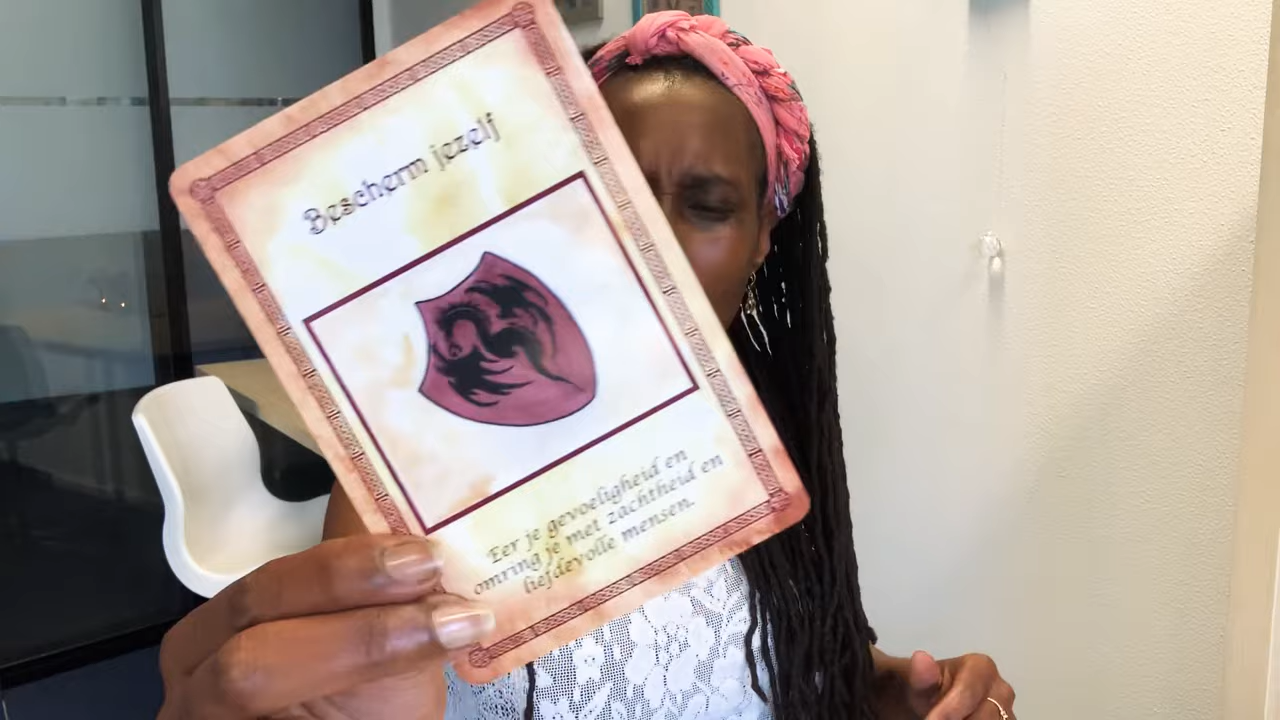 Bescherm jezelf
Eer je gevoeligheid en
omring je met zachtheid en
liefdevolle mensen.